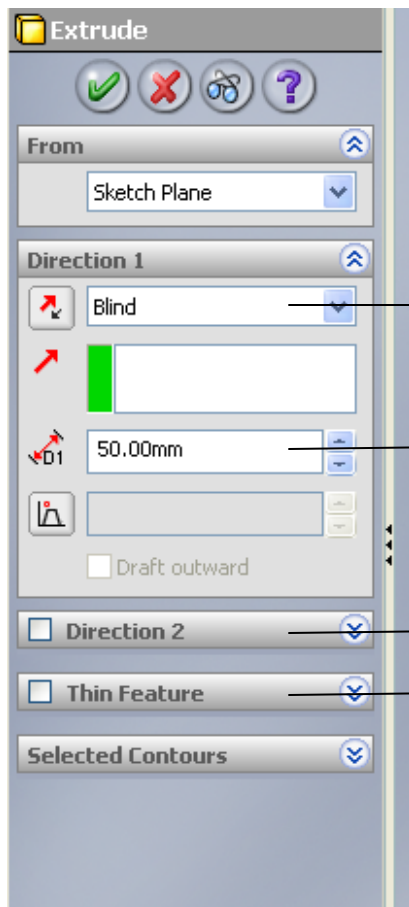 Extrude
?
From
Sketch Plane
Direction 1
Blind
D1
50.00mm
Draft outward
Direction 2
Thin Feature
Selected Contours